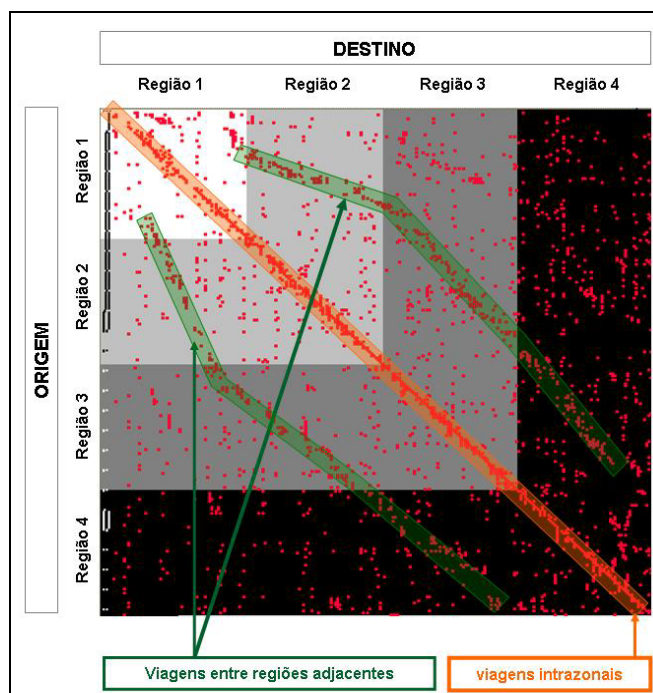 DESTINO
Região 1 Região 2 Região 3 Região 4
ORIGEM
Região 1
Região 2
Região 3
Região 4
Viagens entre regiões adjacentes
viagens intrazonais